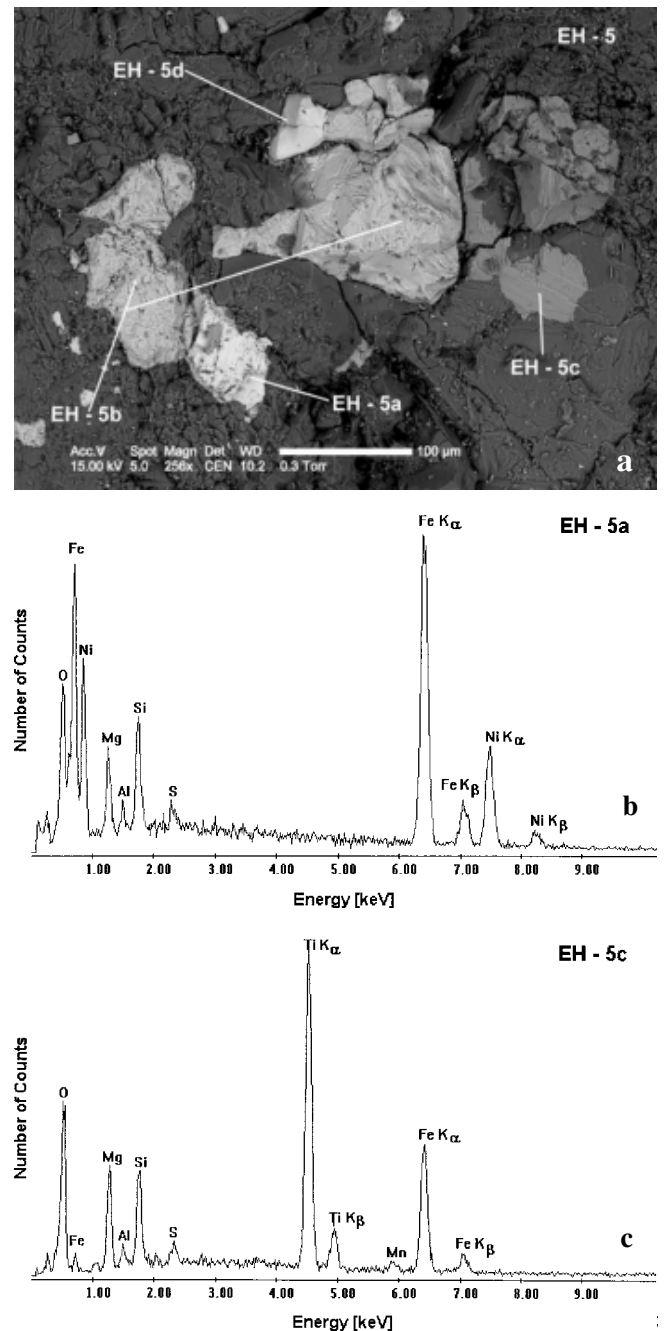 EH - 5
EH - 5d
EH - 5c
EH - 5b
EH - 5a
Acc.V Spot Magn Det WD
15.00 kV 5.0 256x CEN 10.2 0.3 Torr
100 µm
a
EH - 5a
Fe Kα
Fe
Ni
O
Si
Mg
Ni Kα
Al
S
Fe Kβ
Ni Kβ
b
Number of Counts
1.00 2.00 3.00 4.00 5.00 6.00 7.00 8.00 9.00
Energy [keV]
EH - 5c
Ti Kα
O
Fe Kα
Mg
Si
Ti Kβ
Fe
Al
S
Mn
Fe Kβ
c
Number of Counts
1.00 2.00 3.00 4.00 5.00 6.00 7.00 8.00 9.00
Energy [keV]